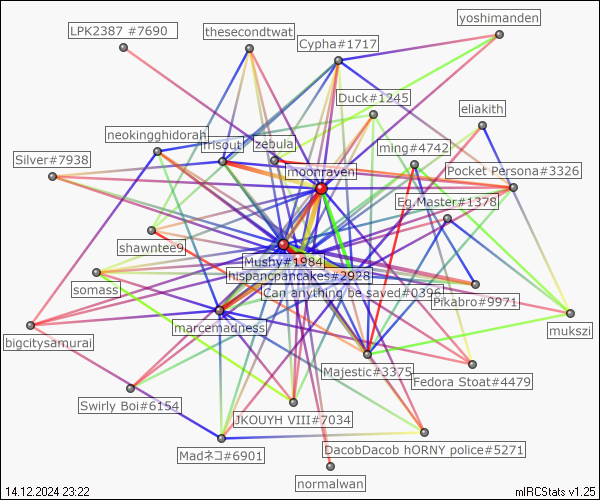 yoshimanden
LPK2387 #7690
thesecondtwat
Cypha#1717
Duck#1245
eliakith
neokingghidorah
frisout
zebula
ming#4742
Silver#7938
moonraven
Pocket Persona#3326
Eg.Master#1378
shawntee9
Mushy#1984
hispancpancakes#2928
somass
Can anything be saved#0396
Pikabro#9971
mukszi
marcemadness
bigcitysamurai
Majestic#3375
Fedora Stoat#4479
Swirly Boi#6154
JKOUYH VIII#7034
Madネコ#6901
DacobDacob hORNY police#5271
normalwan
14.12.2024 23:22
mIRCStats v1.25